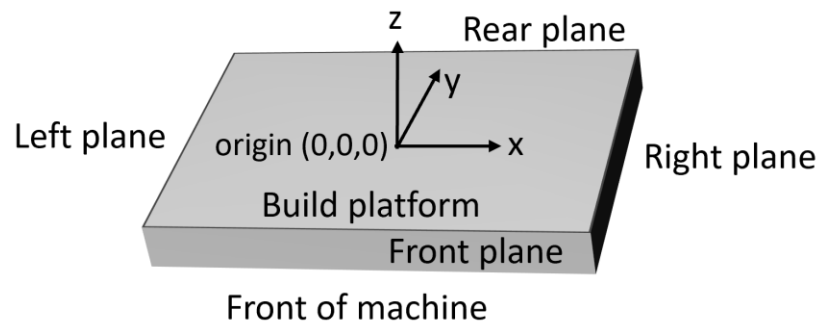 z
Rear plane
y
Left plane
origin (0,0,0)
x
Right plane
Build platform
Front plane
Front of machine